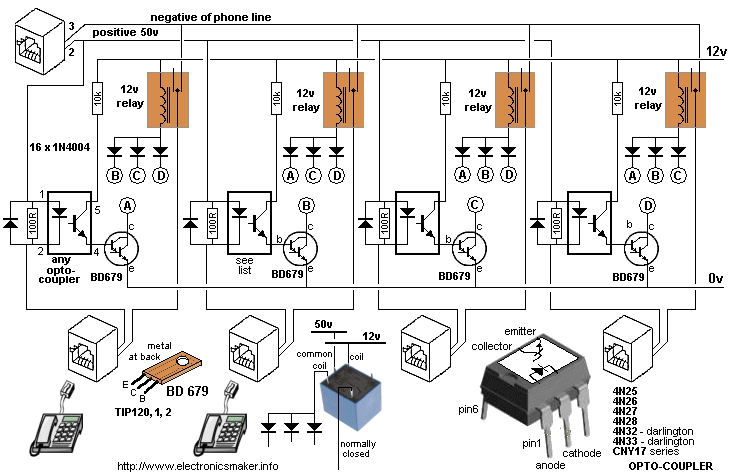 3 negative of phone line
positive 50v
2
12v
12v relay
10k
12v relay
10k
12v relay
10k
12v relay
10k
16 x 1N4004
B C D
A C D
A B D
A B C
1
5
100R
2
4
A
c
e
BD679
any opto-coupler
100R
B
c
b
e
BD679
see list
100R
C
c
b
e
BD679
100R
D
c
b
e
BD679
0v
metal at back
E
C
B
BD 679
TIP120, 1, 2
50v
12v
common coil
coil
normally closed
emitter
collector
pin6
pin1
anode
cathode
4N25
4N26
4N27
4N28
4N32 - darlington
4N33 - darlington
CNY17 series
OPTO-COUPLER
http://www.electronicsmaker.info